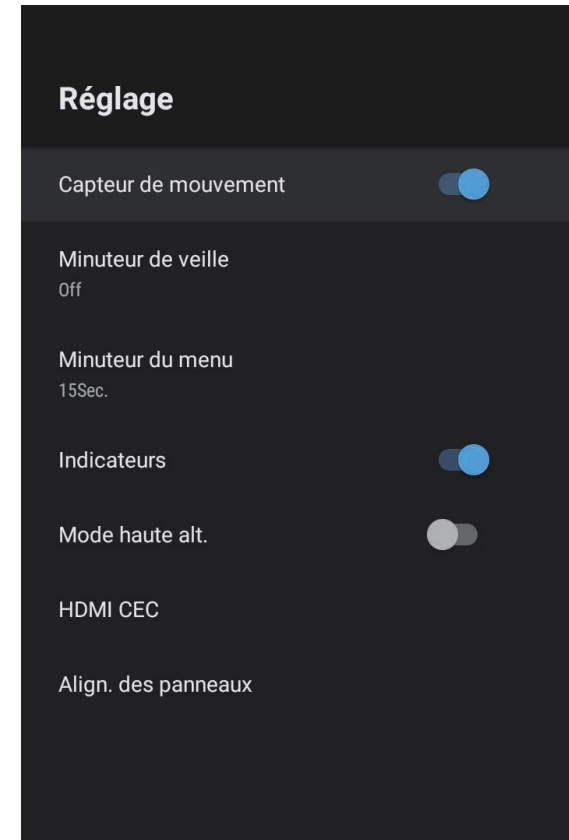 Réglage
Capteur de mouvement
Minuteur de veille
Off
Minuteur du menu
15Sec.
Indicateurs
Mode haute alt.
HDMI CEC
Align. des panneaux